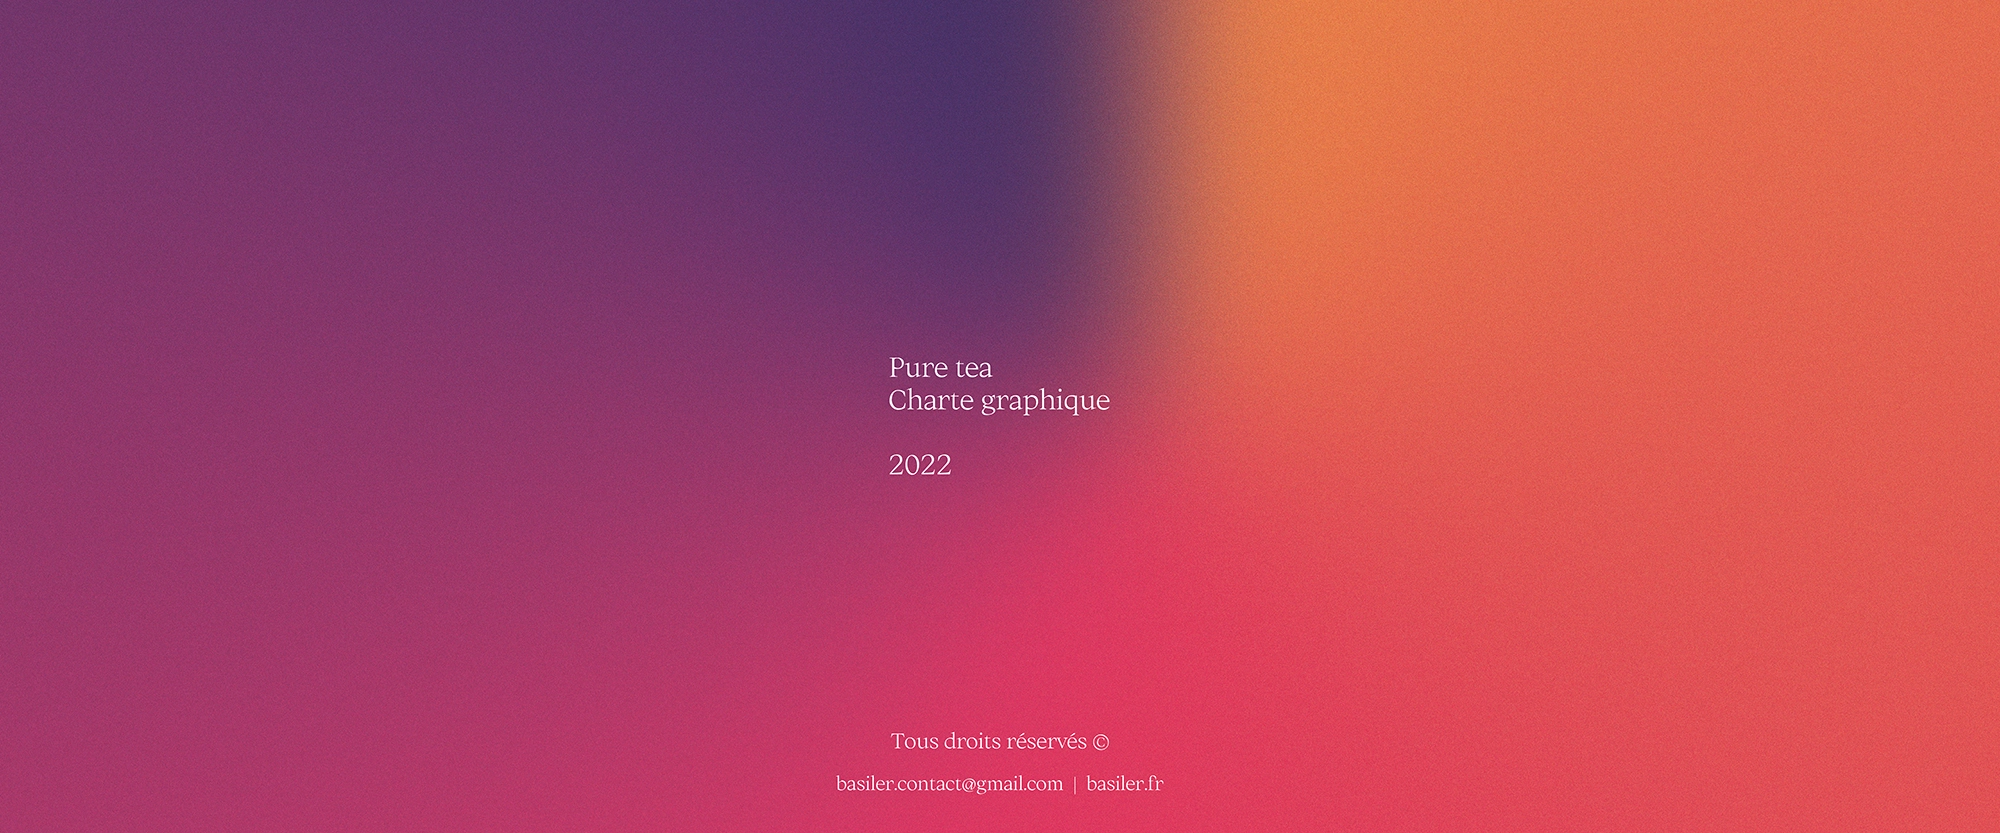 Pure tea
Charte graphique
2022
Tous droits réservés ©
basiler.contact@gmail.com | basiler.fr